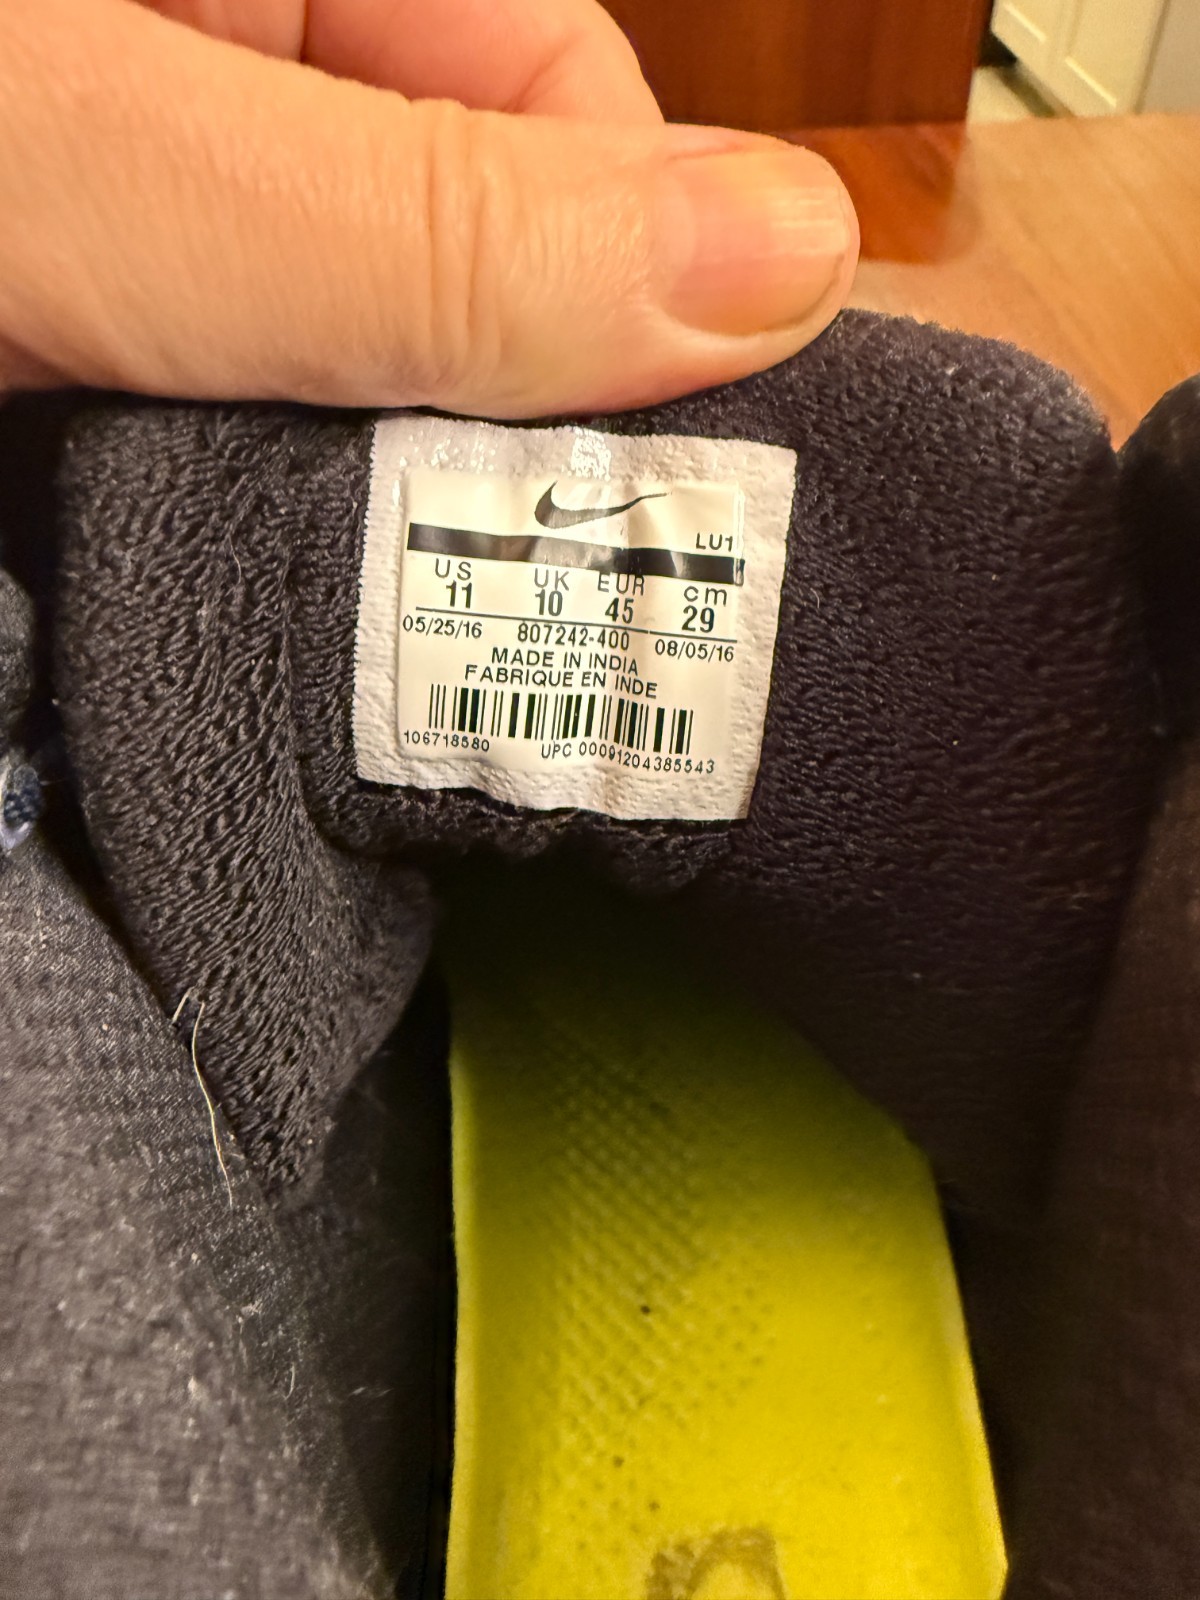 LU1
US UK EUR cm
11 10 45 29
05/25/16 807242-400 08/05/16
MADE IN INDIA
FABRIQUE EN INDE
106718580 UPC 00091204385543